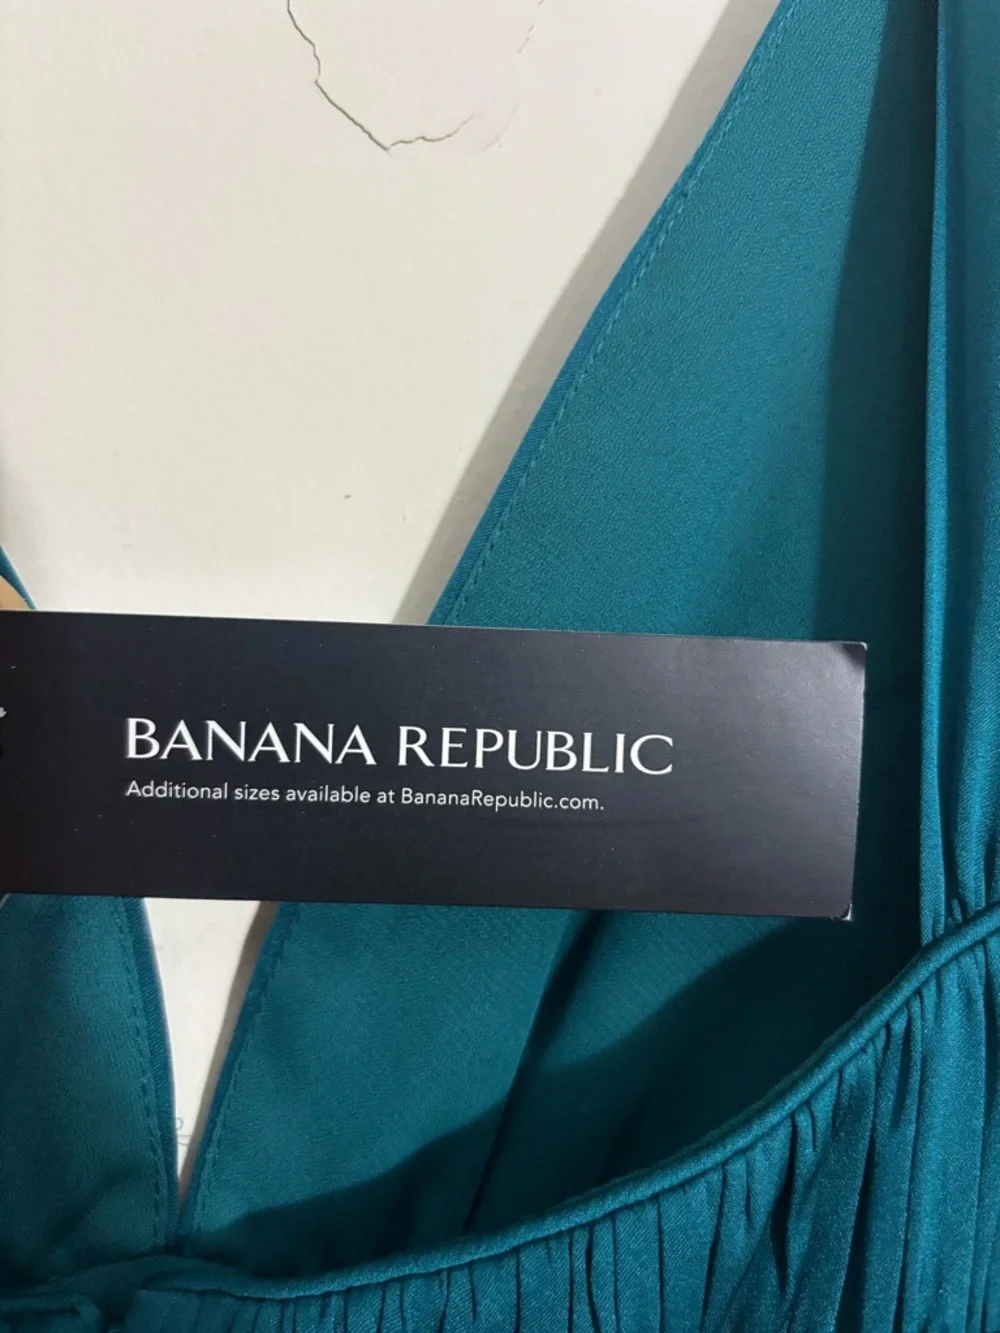 BANANA REPUBLIC
Additional sizes available at BananaRepublic.com.